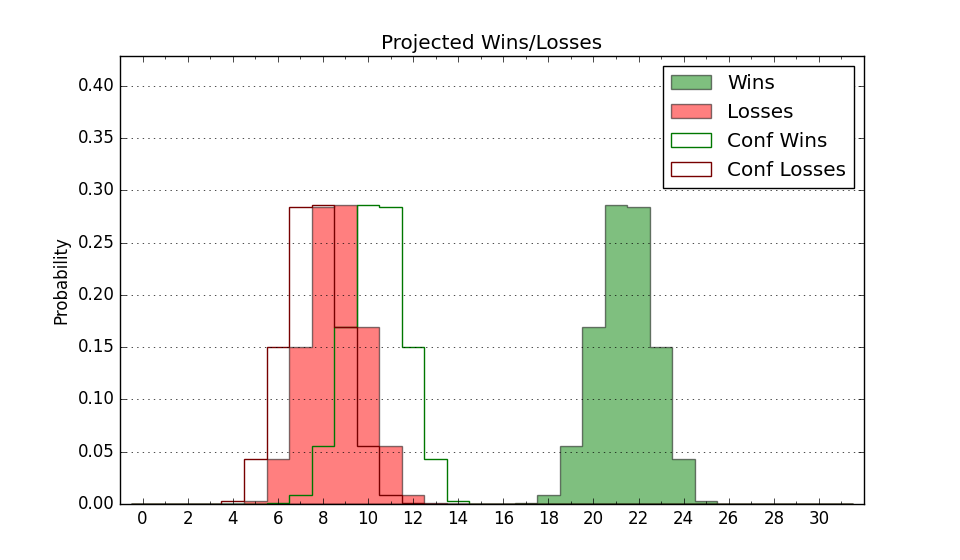 Projected Wins/Losses
Wins
Losses
Conf Wins
Conf Losses
Probability
0.40
0.35
0.30
0.25
0.20
0.15
0.10
0.05
0.00
0 2 4 6 8 10 12 14 16 18 20 22 24 26 28 30